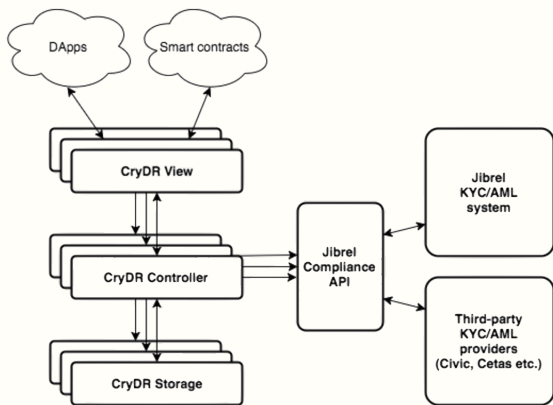 DApps
Smart contracts
CryDR View
CryDR Controller
CryDR Storage
Jibrel
Compliance
API
Jibrel
KYC/AML
system
Third-party
KYC/AML
providers
(Civic, Cetas etc.)